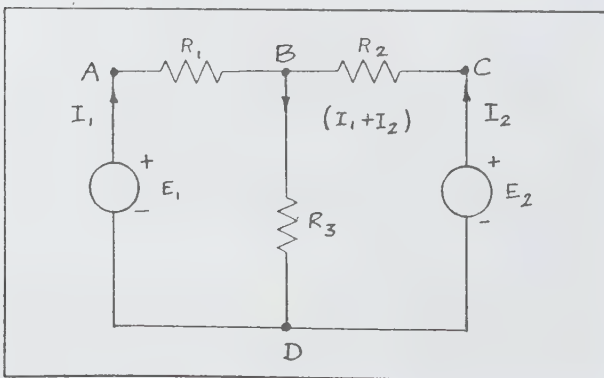 R₁
R₂
A
B
C
I₁
(I₁+I₂)
I₂
+
E₁
-
R₃
+
E₂
-
D